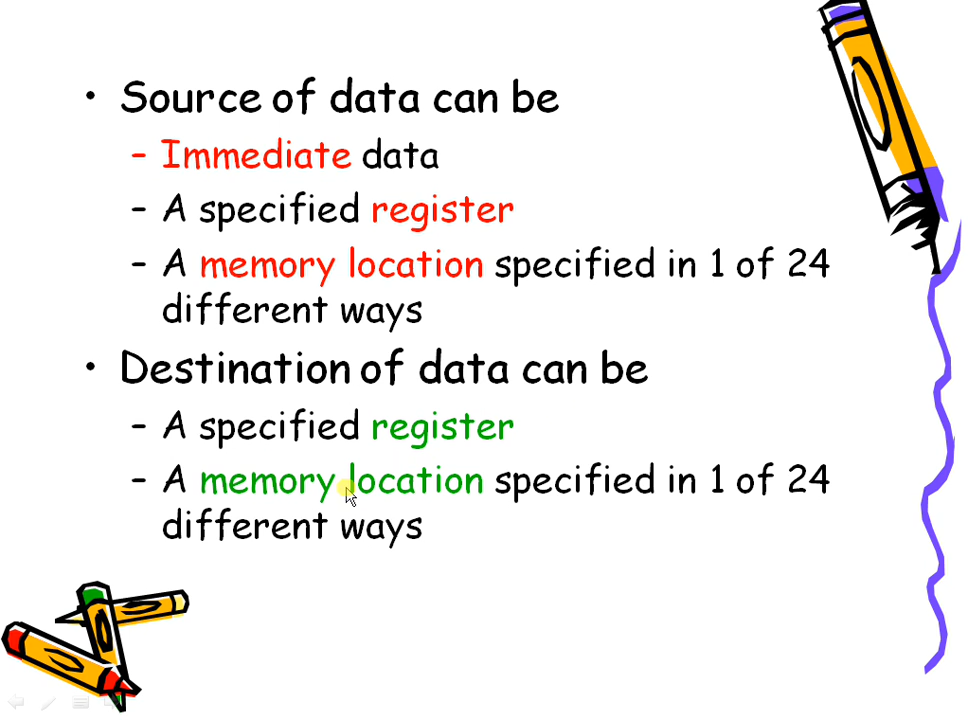 • Source of data can be
– Immediate data
– A specified register
– A memory location specified in 1 of 24
different ways
• Destination of data can be
– A specified register
– A memory location specified in 1 of 24
different ways